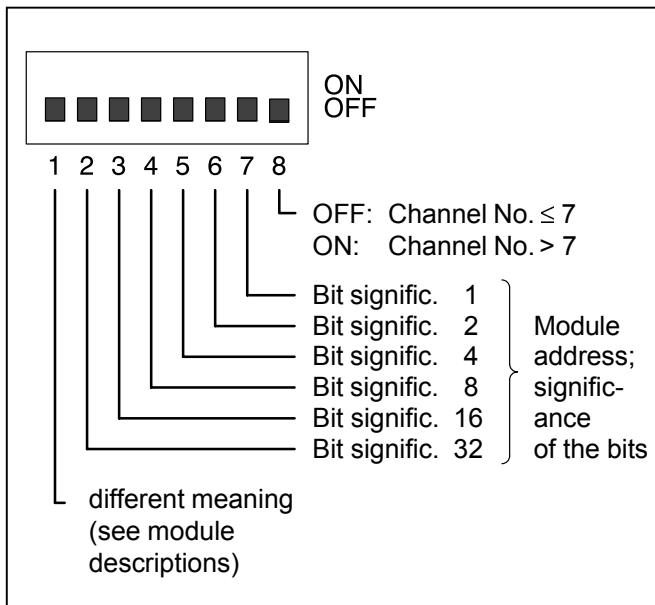 ON
OFF
1 2 3 4 5 6 7 8
OFF: Channel No. ≤ 7
ON: Channel No. > 7
Bit signific. 1
Bit signific. 2
Bit signific. 4
Bit signific. 8
Bit signific. 16
Bit signific. 32
Module
address;
signific-
ance
of the bits
different meaning
(see module
descriptions)